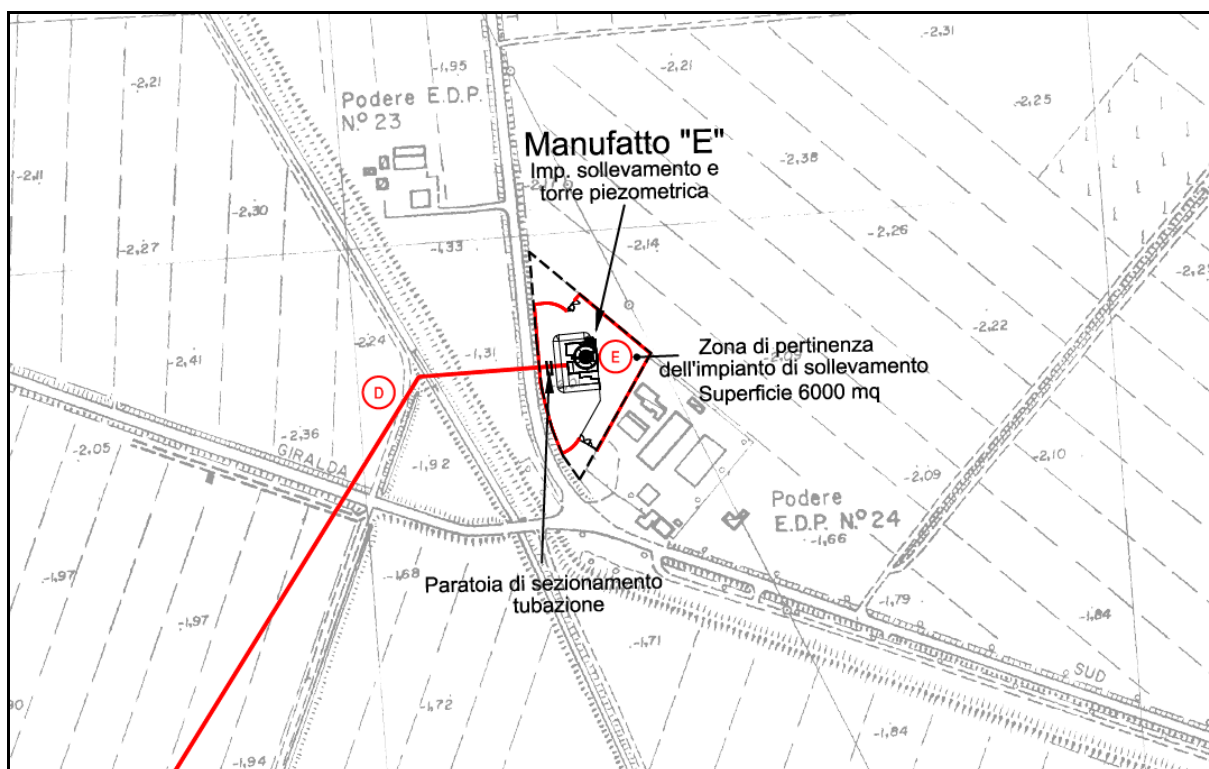 -2,31
-2,21
-1,95
-2,21
Podere E.D.P.
N.º 23
-2,25
Manufatto "E"
Imp. sollevamento e
torre piezometrica
-2,38
-2,11
-2,30
-2,27
-1,33
-2,14
-2,26
-2,22
-2,24
-1,31
-2,41
E
Zona di pertinenza
-2,09
dell'impianto di sollevamento
Superficie 6000 mq
D
-2,36
-2,05
GIRALDA
-1,92
-2,10
-2,09
Podere
E.D.P. N.º 24
-1,66
-1,97
-1,68
Paratoia di sezionamento
tubazione
-1,79
-1,84
-1,97
-1,71
SUD
-1,72
-1,84
-1,94